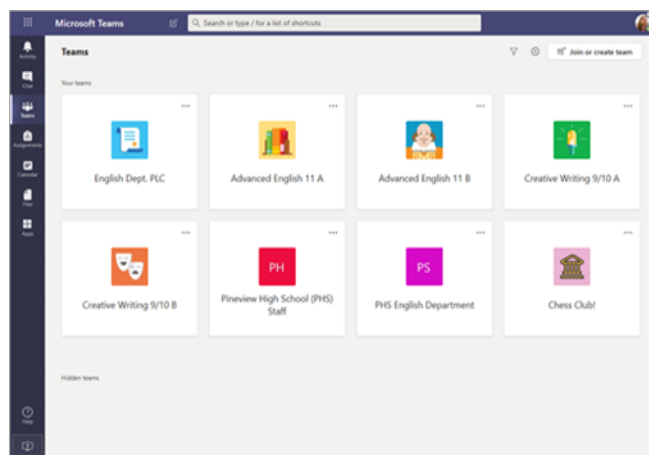 Microsoft Teams
Search or type / for a list of shortcuts
Activity
Chat
Teams
Assignments
Calendar
Files
Apps
Help
Teams
Join or create team
Your teams
English Dept. PLC
Advanced English 11 A
Advanced English 11 B
Creative Writing 9/10 A
Creative Writing 9/10 B
PH
Pineview High School (PHS)
Staff
PS
PHS English Department
Chess Club!
Hidden teams